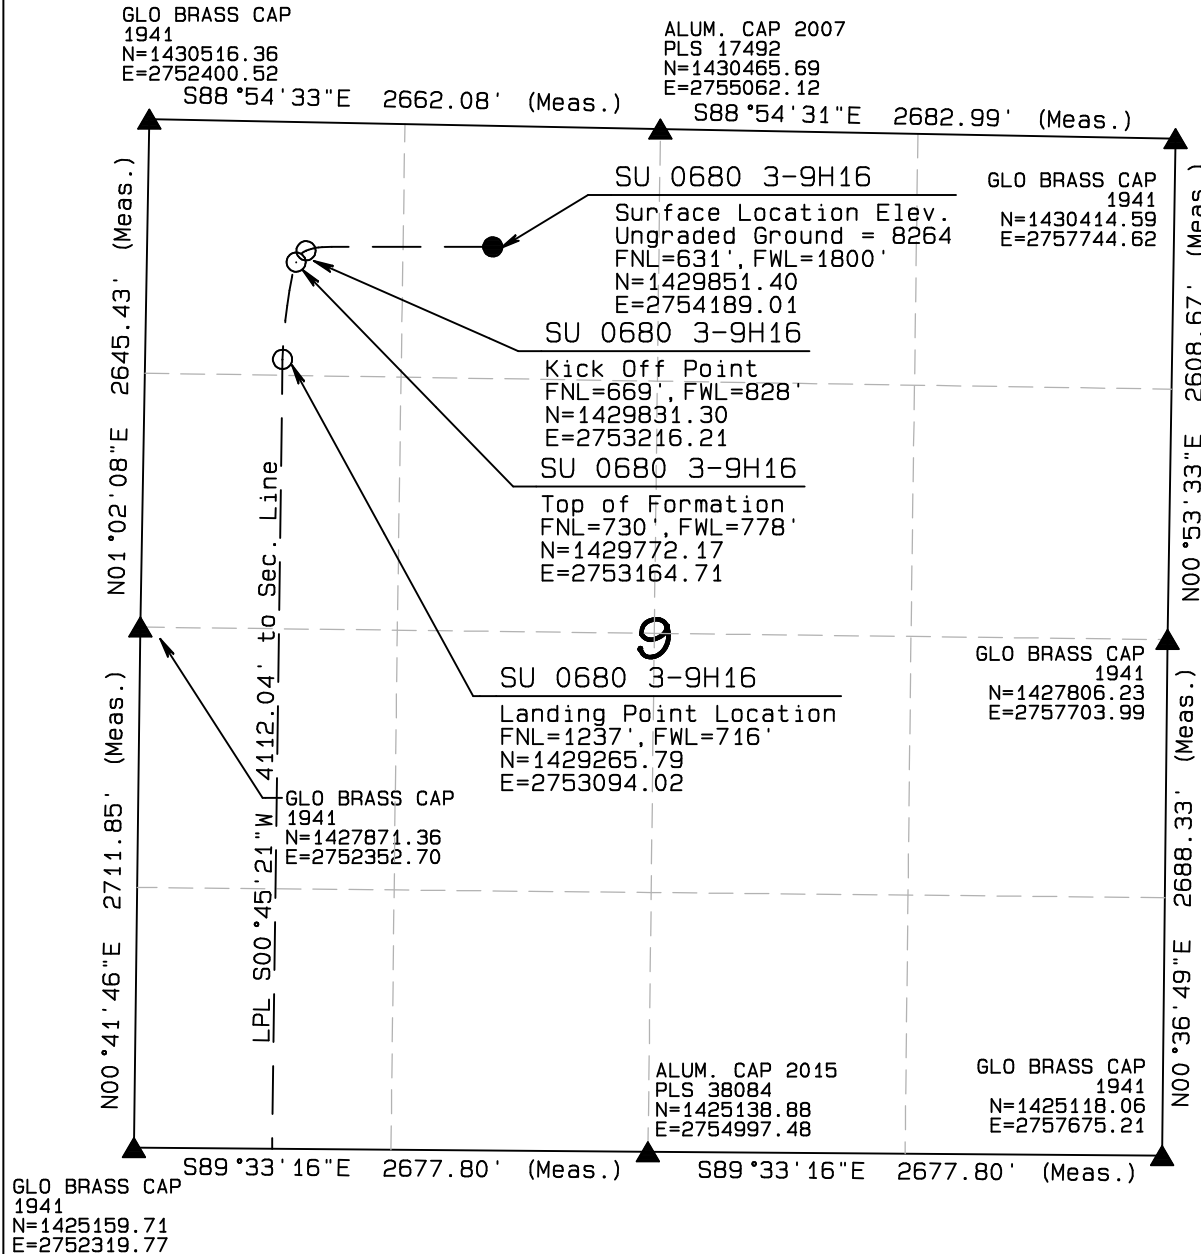 GLO BRASS CAP
1941
N=1430516.36
E=2752400.52
ALUM. CAP 2007
PLS 17492
N=1430465.69
E=2755062.12
S88°54'33"E 2662.08' (Meas.)
S88°54'31"E 2682.99' (Meas.)
GLO BRASS CAP
1941
N=1430414.59
E=2757744.62
SU 0680 3-9H16
Surface Location Elev.
Ungraded Ground = 8264
FNL=631', FWL=1800'
N=1429851.40
E=2754189.01
SU 0680 3-9H16
Kick Off Point
FNL=669', FWL=828'
N=1429831.30
E=2753216.21
SU 0680 3-9H16
Top of Formation
FNL=730', FWL=778'
N=1429772.17
E=2753164.71
N01°02'08"E 2645.43' (Meas.)
N00°53'33"E 2608.67' (Meas.)
9
SU 0680 3-9H16
Landing Point Location
FNL=1237', FWL=716'
N=1429265.79
E=2753094.02
GLO BRASS CAP
1941
N=1427806.23
E=2757703.99
GLO BRASS CAP
1941
N=1427871.36
E=2752352.70
LPL S00°45'21"W 4112.04' to Sec. Line
N00°41'46"E 2711.85' (Meas.)
N00°36'49"E 2688.33' (Meas.)
ALUM. CAP 2015
PLS 38084
N=1425138.88
E=2754997.48
GLO BRASS CAP
1941
N=1425118.06
E=2757675.21
S89°33'16"E 2677.80' (Meas.)
S89°33'16"E 2677.80' (Meas.)
GLO BRASS CAP
1941
N=1425159.71
E=2752319.77